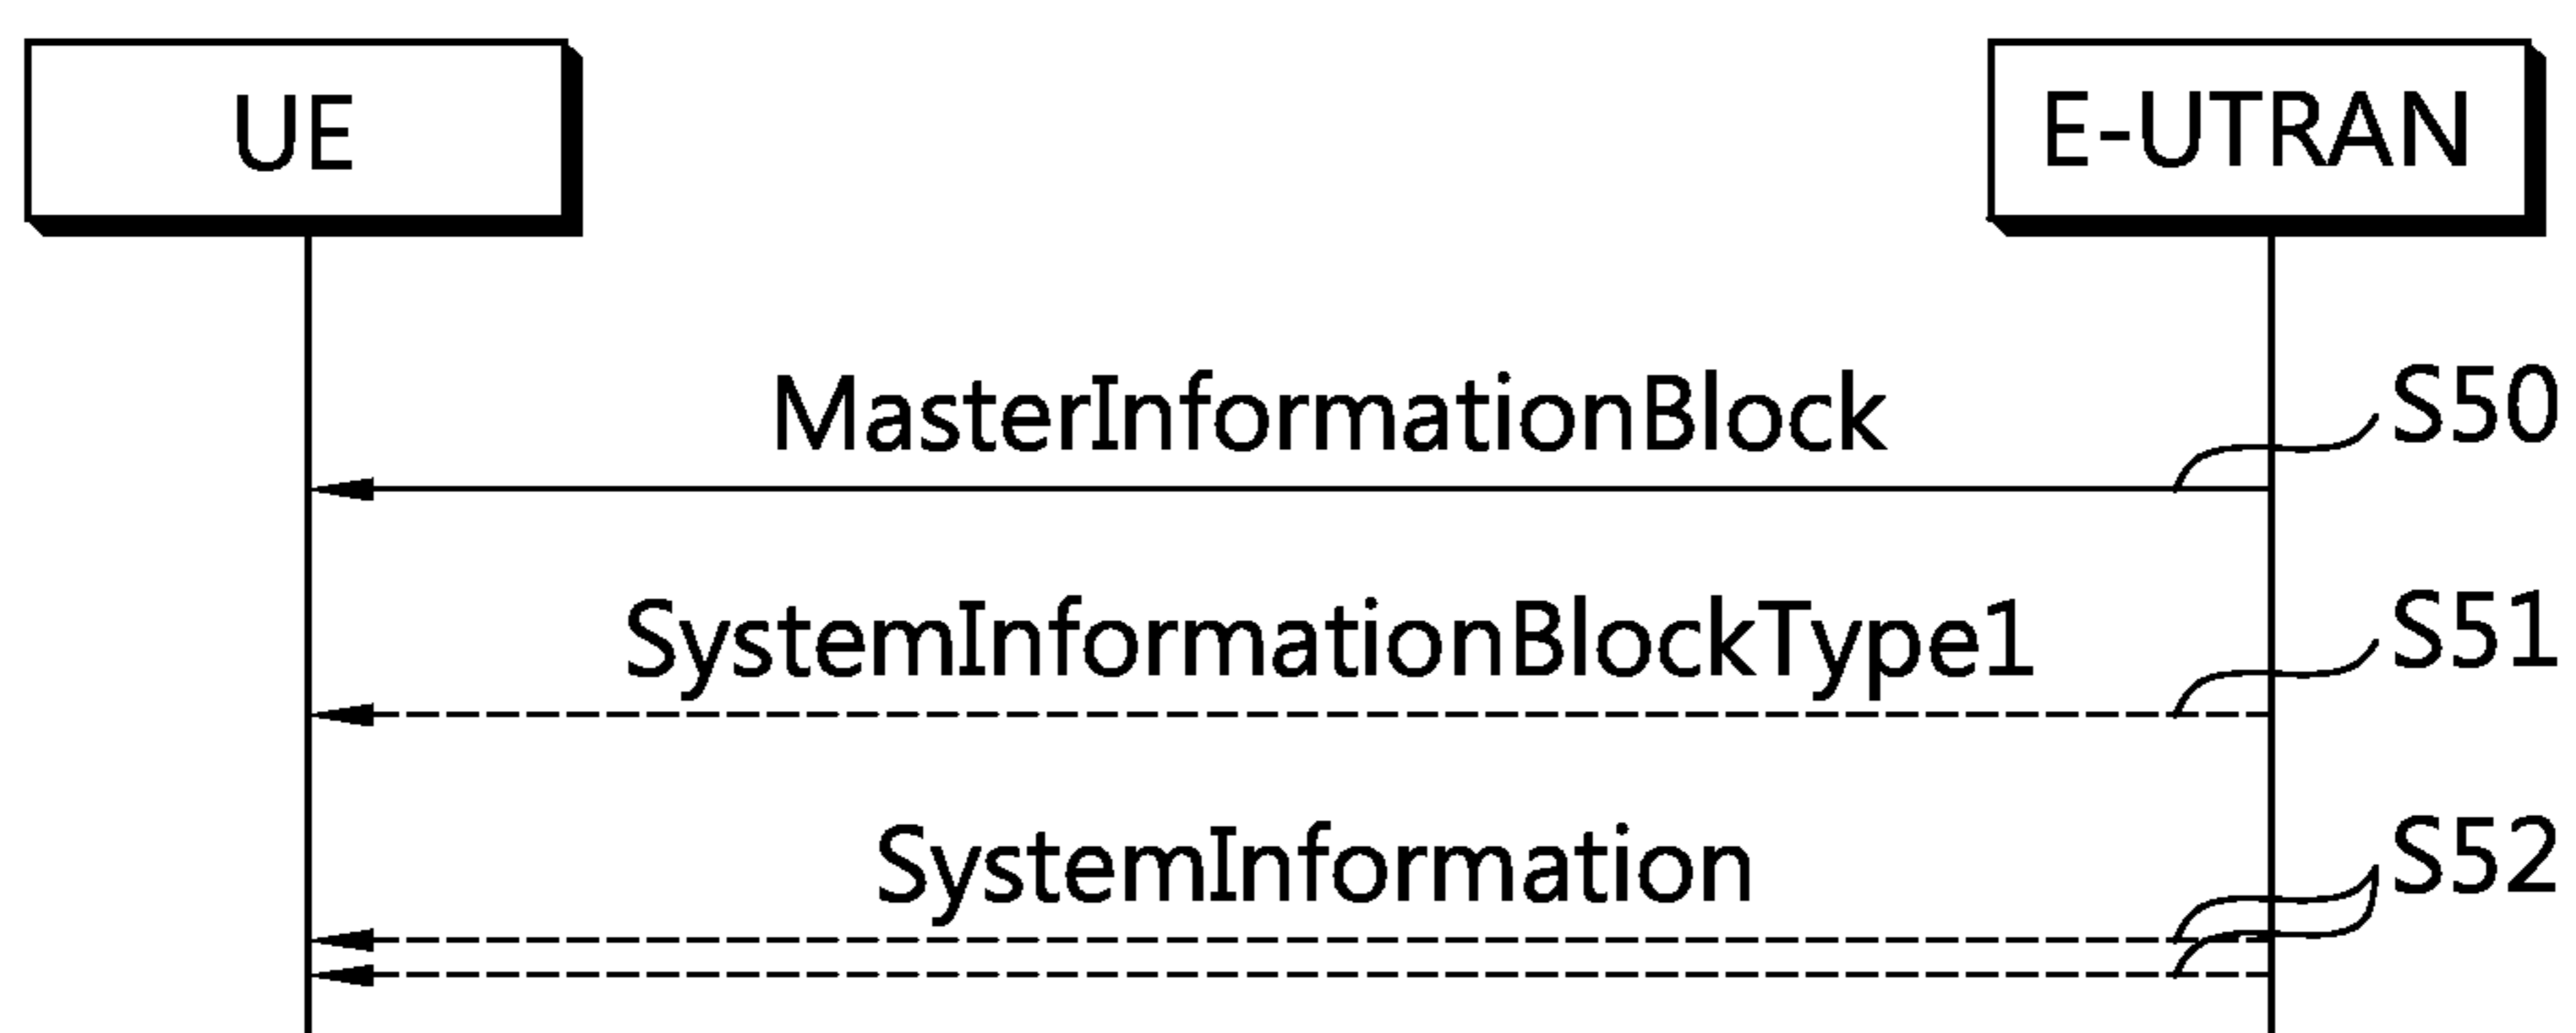 UE
E-UTRAN
MasterInformationBlock
S50
SystemInformationBlockType1
S51
SystemInformation
S52